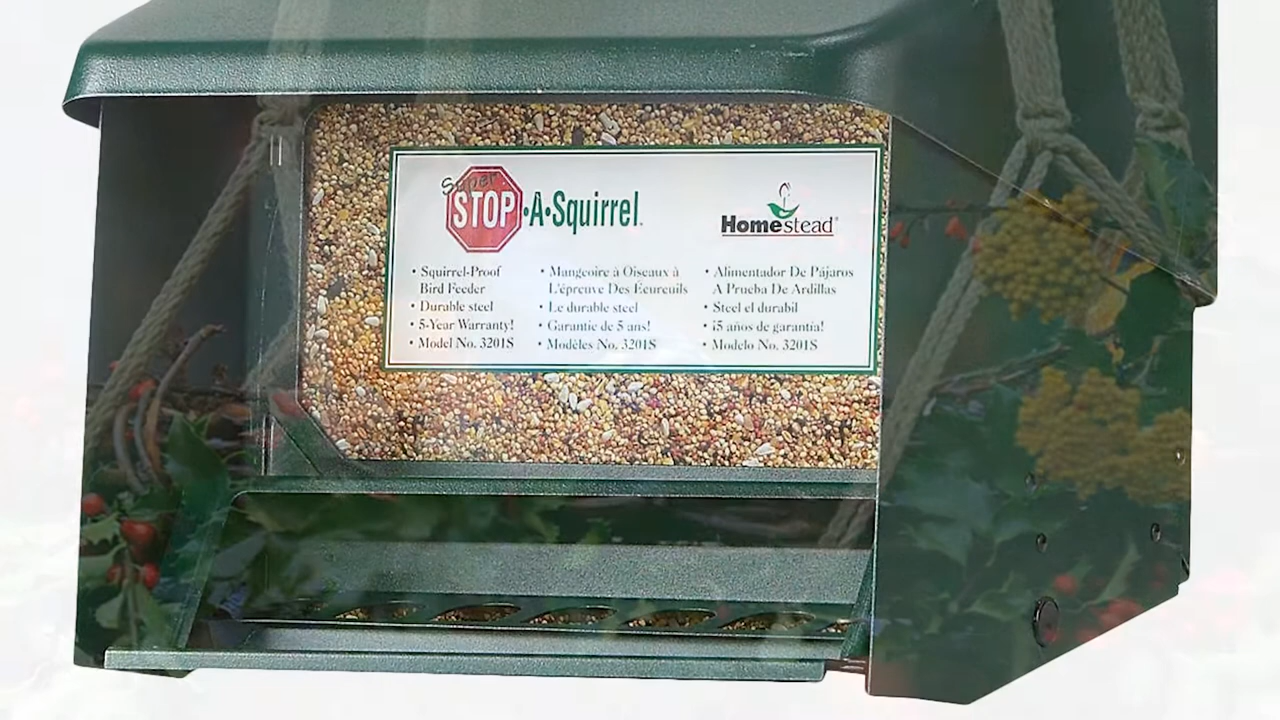 Super
STOP·A·Squirrel
Homestead
• Squirrel-Proof
Bird Feeder
• Durable steel
• 5-Year Warranty!
• Model No. 3201S
• Mangeoire à Oiseaux à
L'épreuve Des Écureuils
• Le durable steel
• Garantie de 5 ans!
• Modèles No. 3201S
• Alimentador De Pájaros
A Prueba De Ardillas
• Steel el durabil
• ¡5 años de garantía!
• Modelo No. 3201S